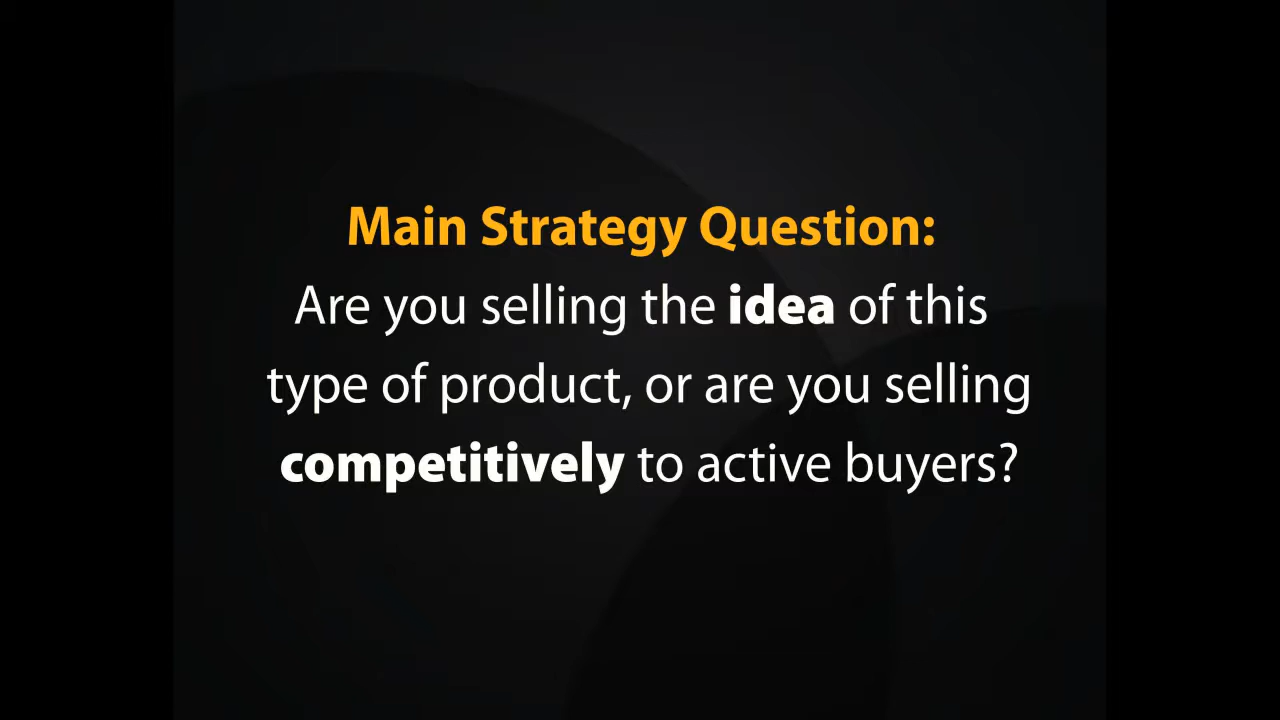 Main Strategy Question:
Are you selling the idea of this
type of product, or are you selling
competitively to active buyers?